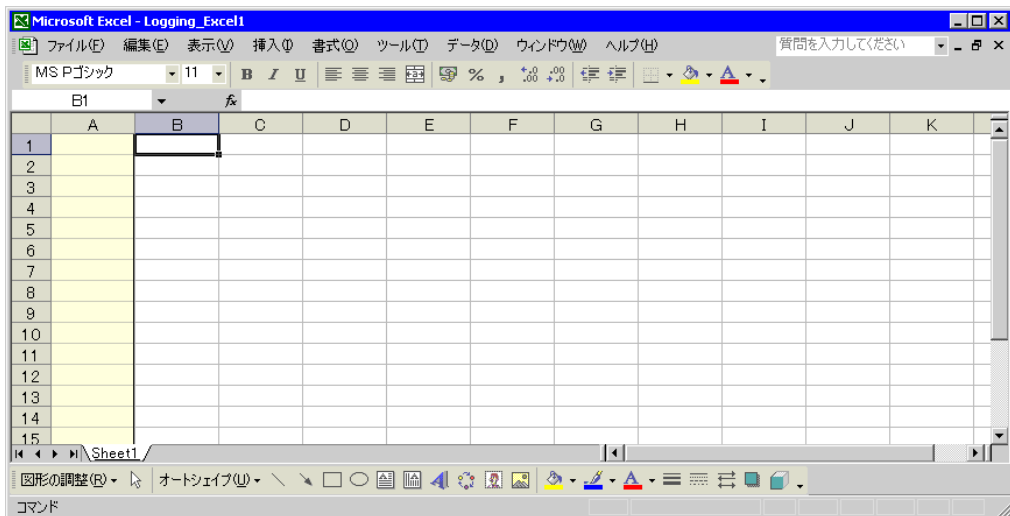 Microsoft Excel - Logging_Excel1
ファイル(F) 編集(E) 表示(V) 挿入(I) 書式(O) ツール(T) データ(D) ウィンドウ(W) ヘルプ(H) 質問を入力してください
MS Pゴシック 11 B I U % ,
B1 fx
A B C D E F G H I J K
1
2
3
4
5
6
7
8
9
10
11
12
13
14
15
Sheet1
図形の調整(R) オートシェイプ(U)
コマンド